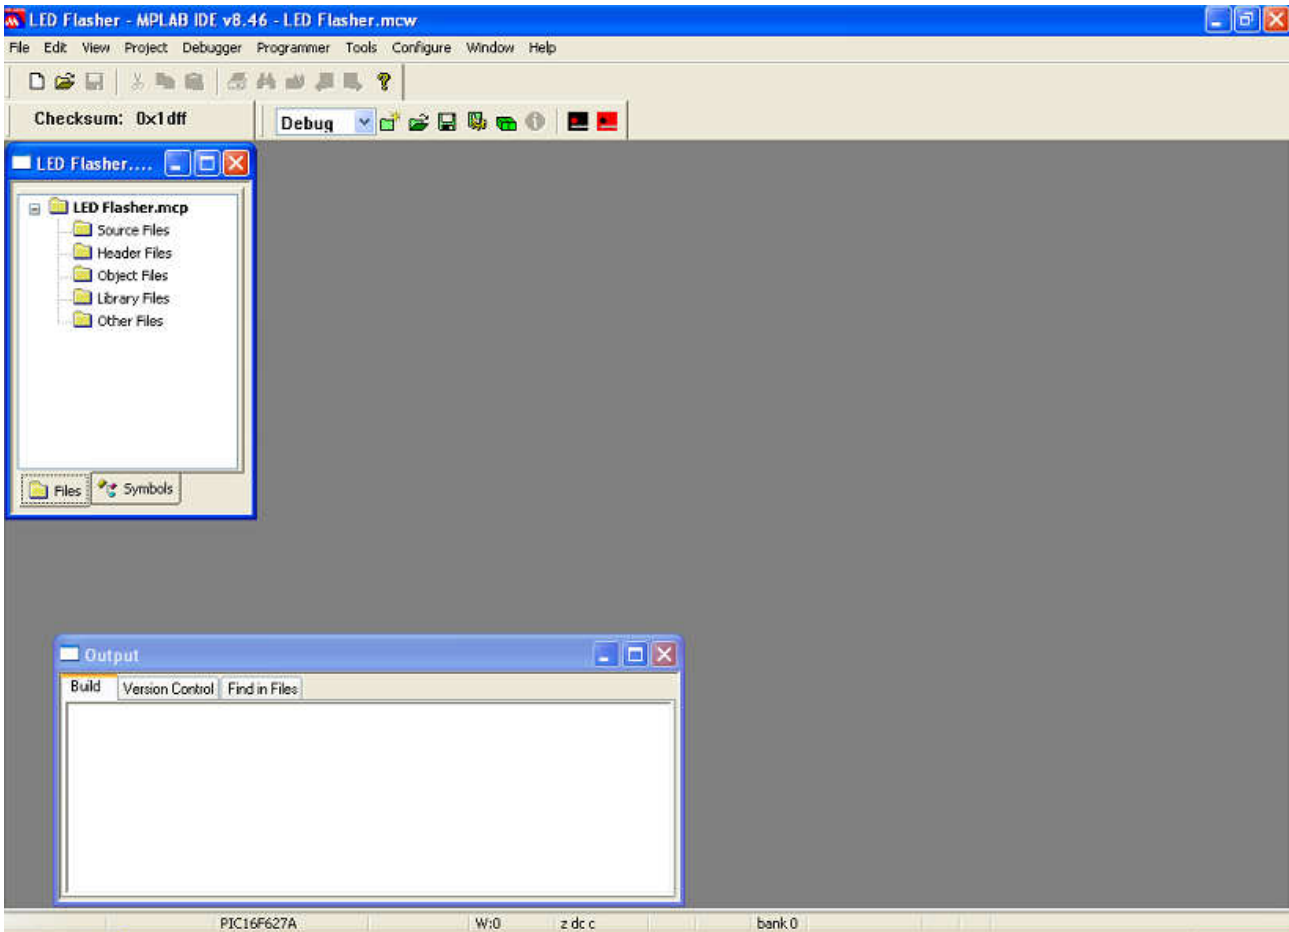 LED Flasher - MPLAB IDE v8.46 - LED Flasher.mcw
File Edit View Project Debugger Programmer Tools Configure Window Help
Checksum: 0x1dff
Debug
LED Flasher....
LED Flasher.mcp
Source Files
Header Files
Object Files
Library Files
Other Files
Files Symbols
Output
Build Version Control Find in Files
PIC16F627A W:0 z dc c bank 0